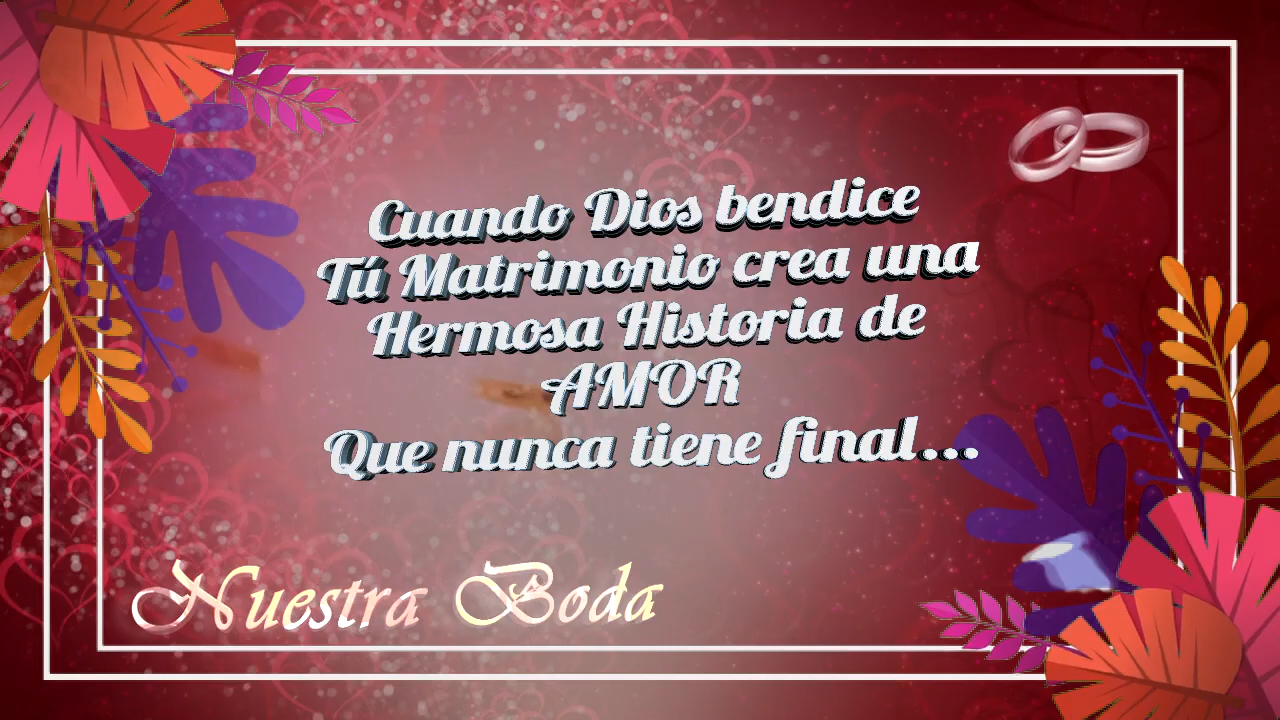 Cuando Dios bendice
Tú Matrimonio crea una
Hermosa Historia de
AMOR
Que nunca tiene final...
Nuestra Boda